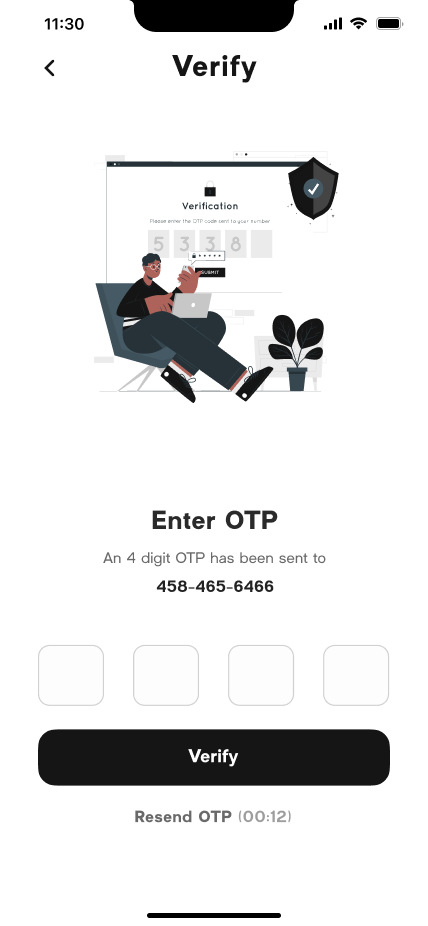 11:30
Verify
Verification
Please enter the OTP code sent to your number
5 3 3 8
SUBMIT
Enter OTP
An 4 digit OTP has been sent to
458-465-6466
Verify
Resend OTP (00:12)